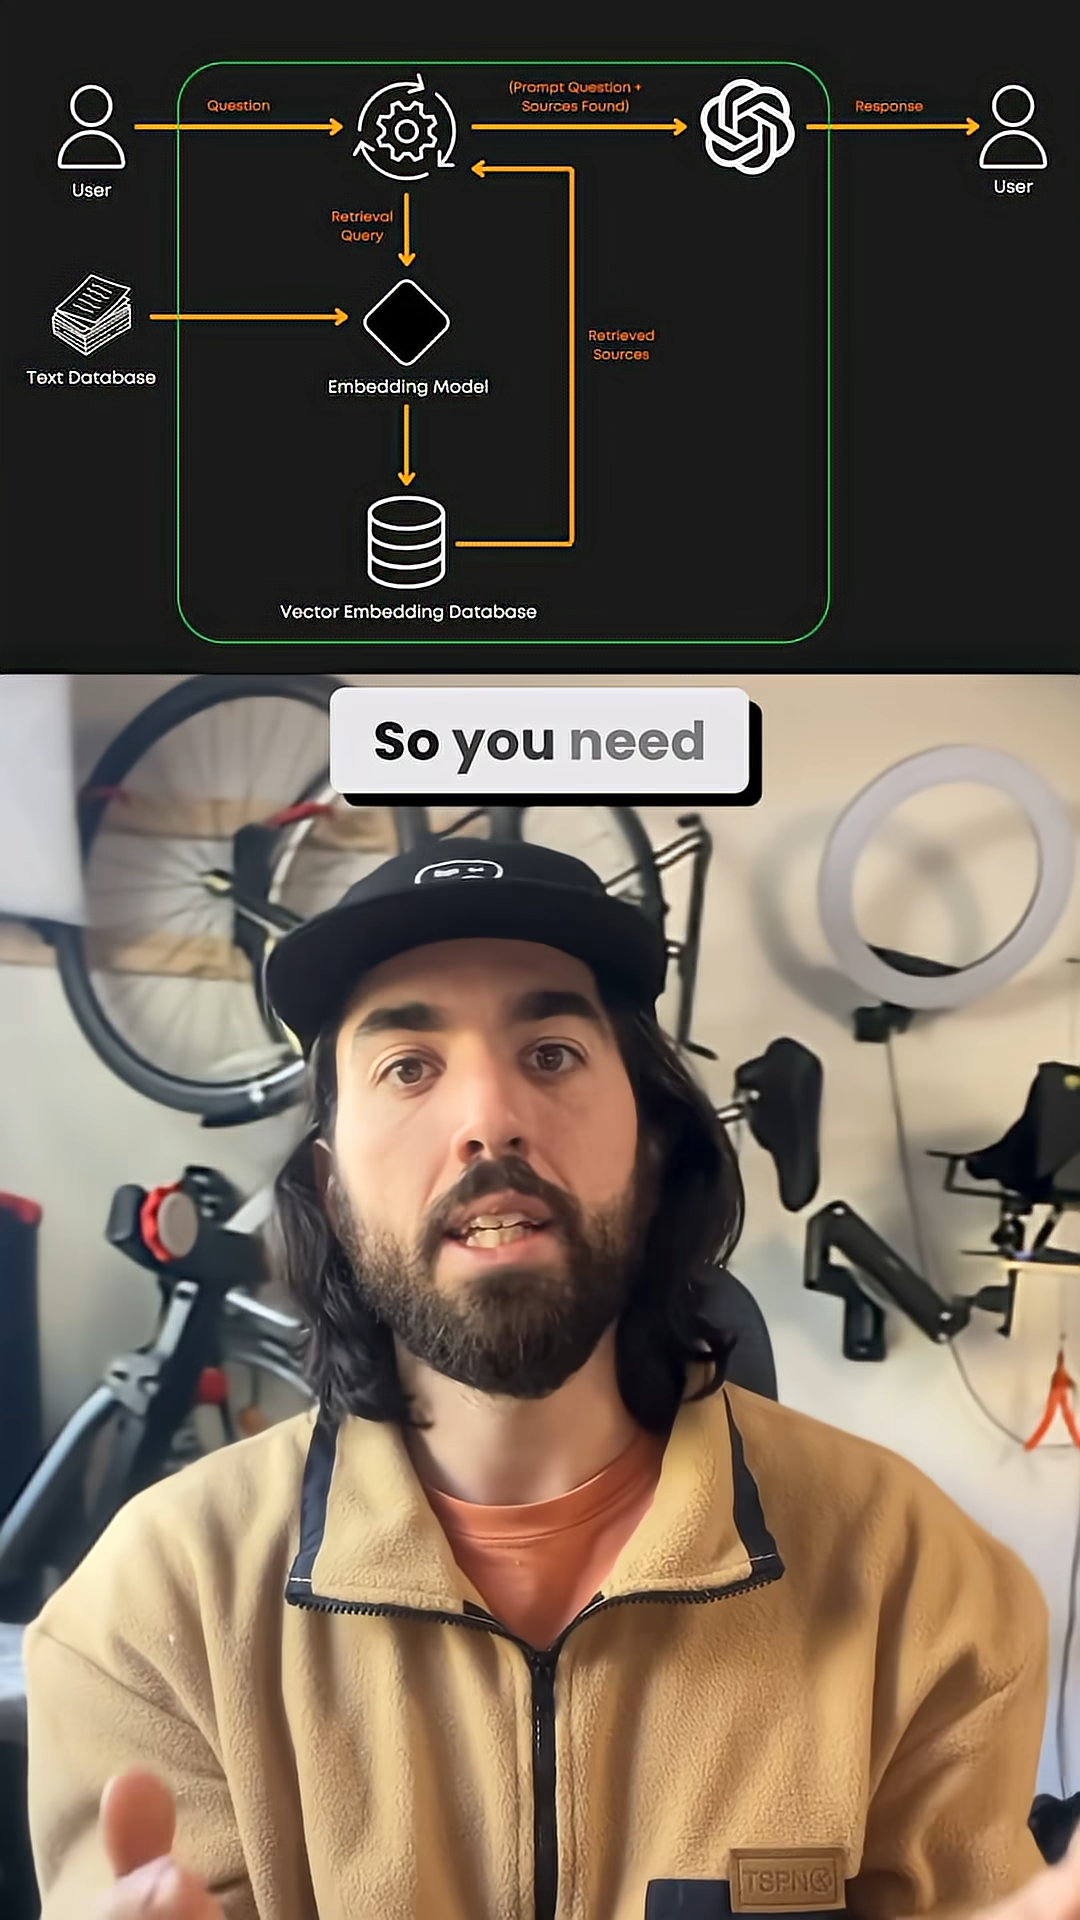 Question
(Prompt Question +
Sources Found)
Response
User
User
Retrieval
Query
Retrieved
Sources
Text Database
Embedding Model
Vector Embedding Database
So you need
TSPN